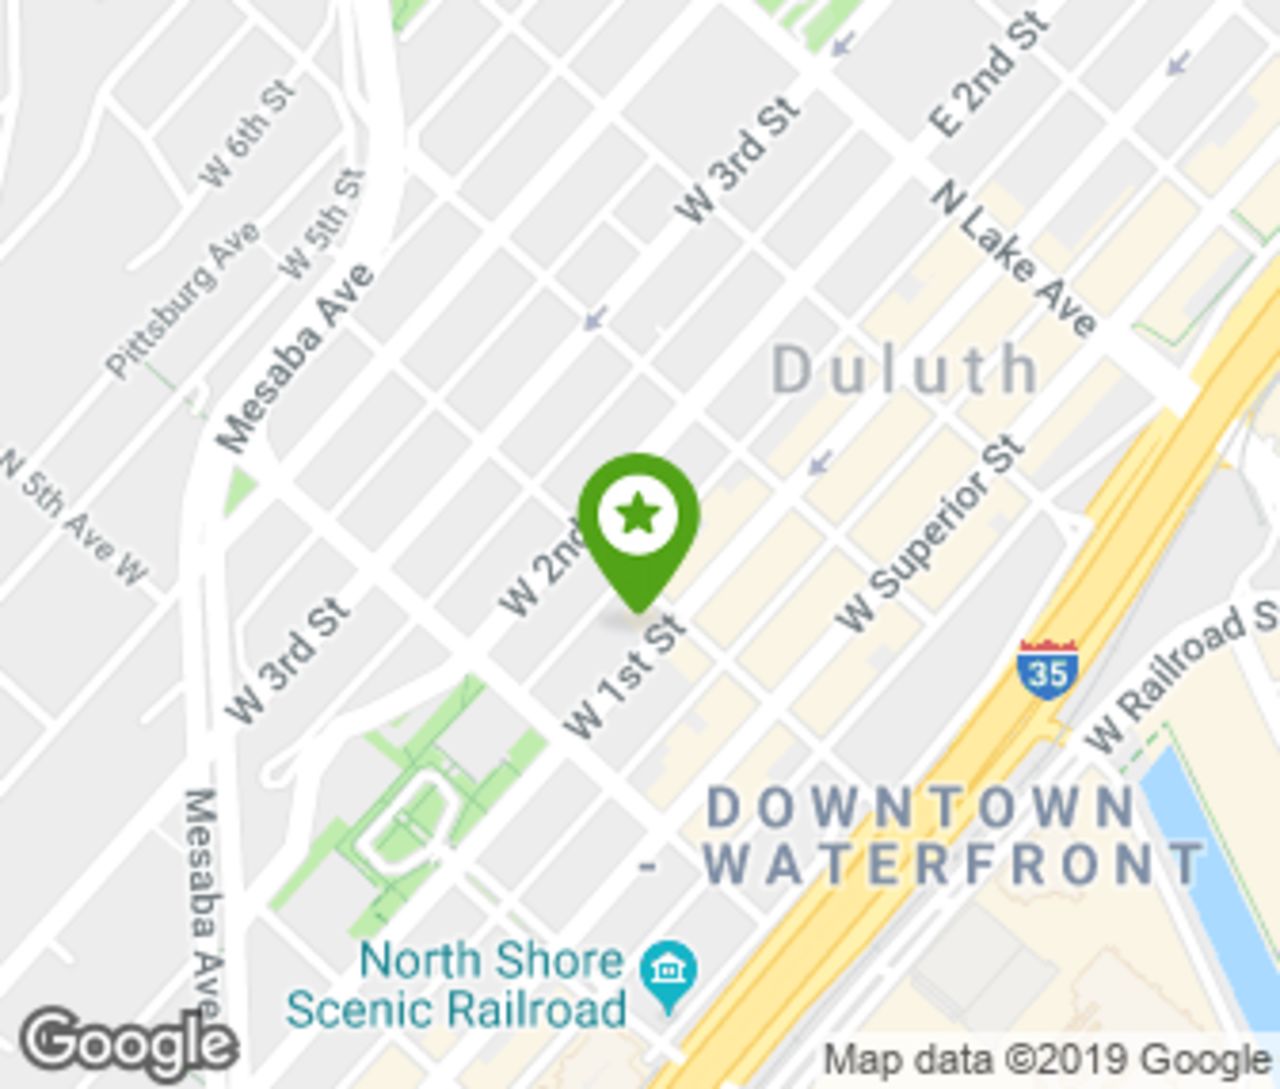 E 2nd St
W 3rd St
W 6th St
W 5th St
N Lake Ave
Pittsburg Ave
Mesaba Ave
Duluth
N 5th Ave W
W Superior St
W 2nd
W 3rd St
W 1st St
35
W Railroad S
DOWNTOWN
- WATERFRONT
Mesaba Ave
North Shore
Scenic Railroad
Google
Map data ©2019 Google